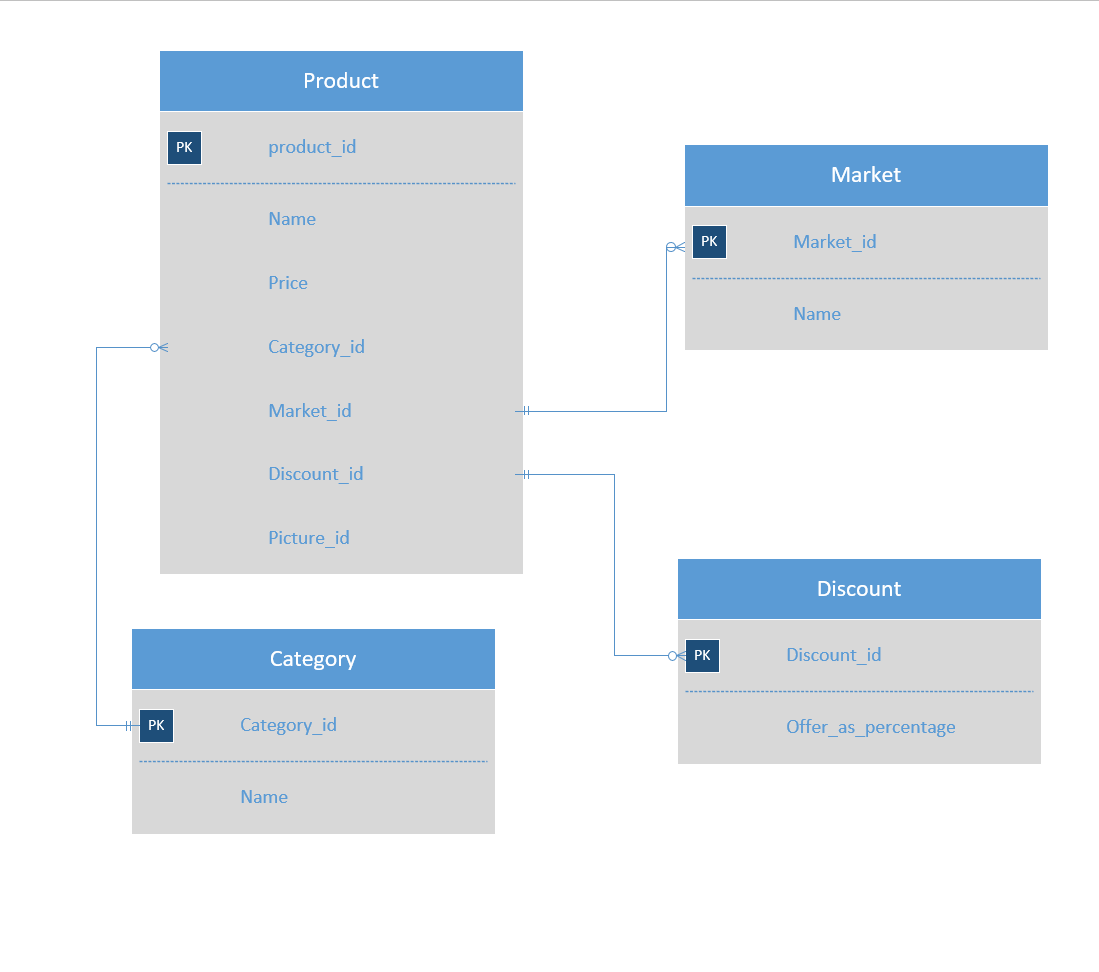 Product
PK product_id
Name
Price
Category_id
Market_id
Discount_id
Picture_id
Market
PK Market_id
Name
Category
PK Category_id
Name
Discount
PK Discount_id
Offer_as_percentage